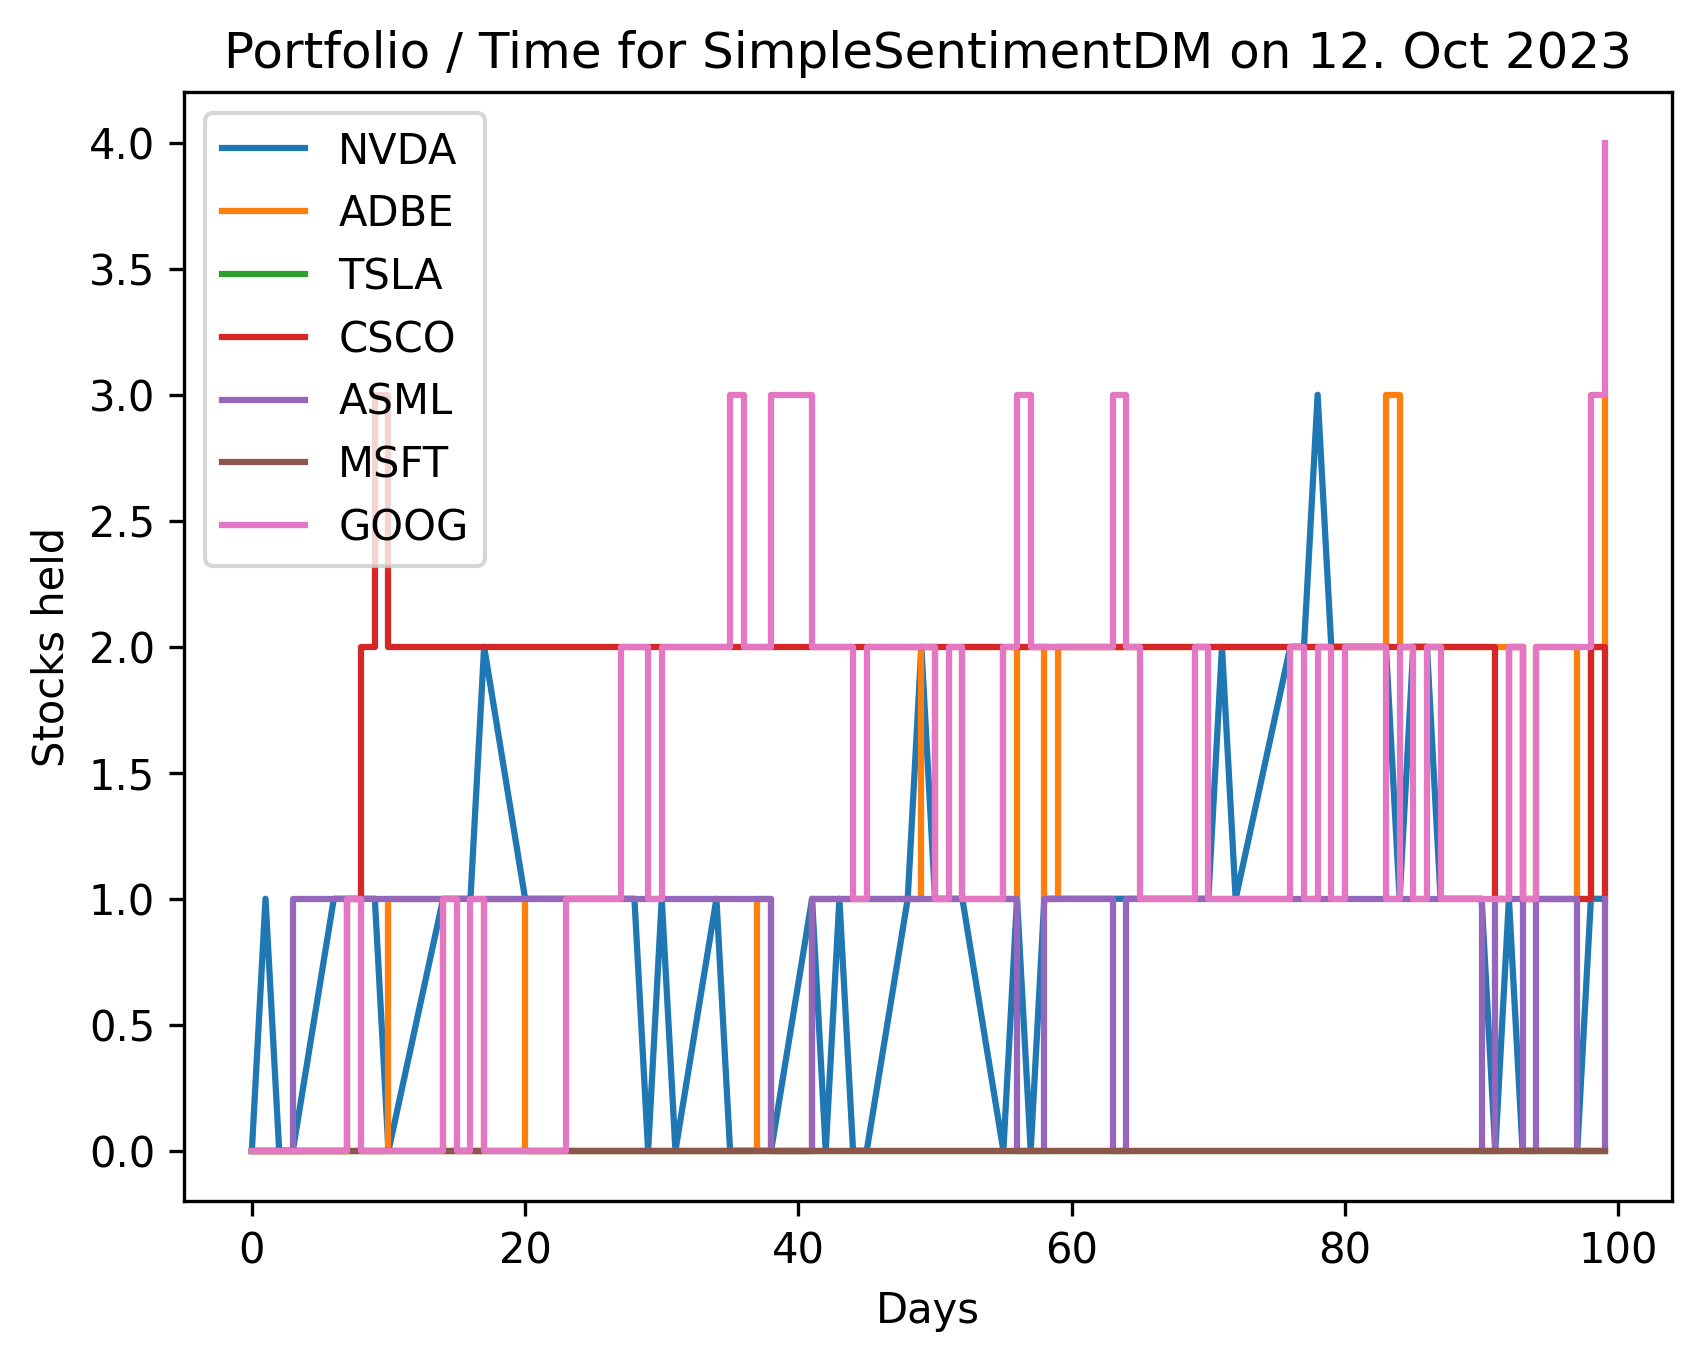 Portfolio / Time for SimpleSentimentDM on 12. Oct 2023
NVDA
ADBE
TSLA
CSCO
ASML
MSFT
GOOG
4.0
3.5
3.0
2.5
2.0
1.5
1.0
0.5
0.0
Stocks held
0 20 40 60 80 100
Days